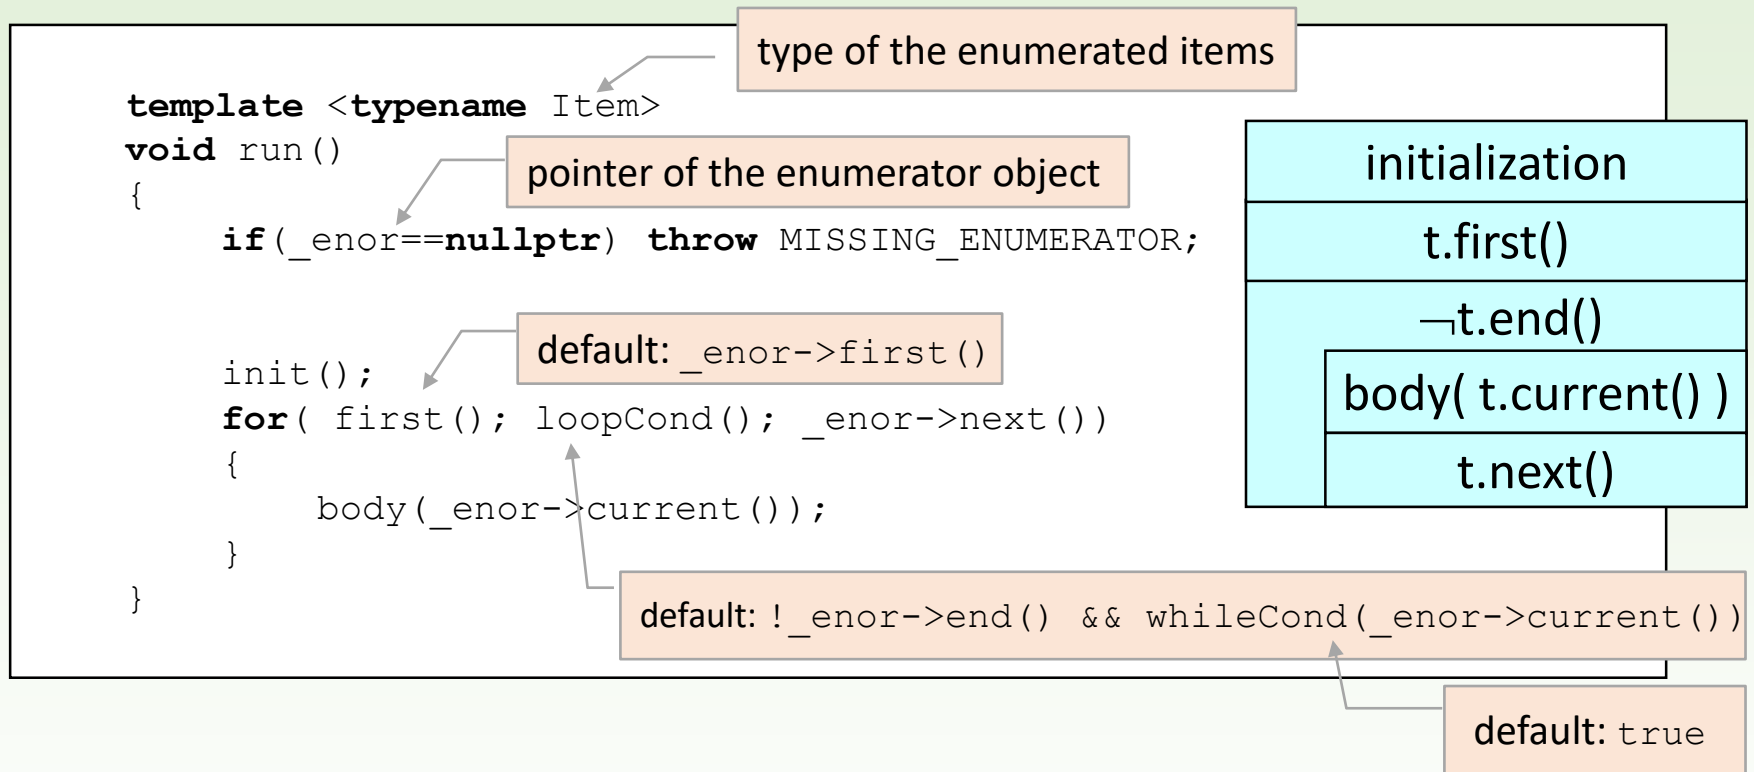 type of the enumerated items
template <typename Item>
void run()
pointer of the enumerator object
{
if(_enor==nullptr) throw MISSING_ENUMERATOR;
default: _enor->first()
init();
for( first(); loopCond(); _enor->next())
{
body(_enor->current());
}
}
default: !_enor->end() && whileCond(_enor->current())
default: true
initialization
t.first()
¬t.end()
body( t.current() )
t.next()